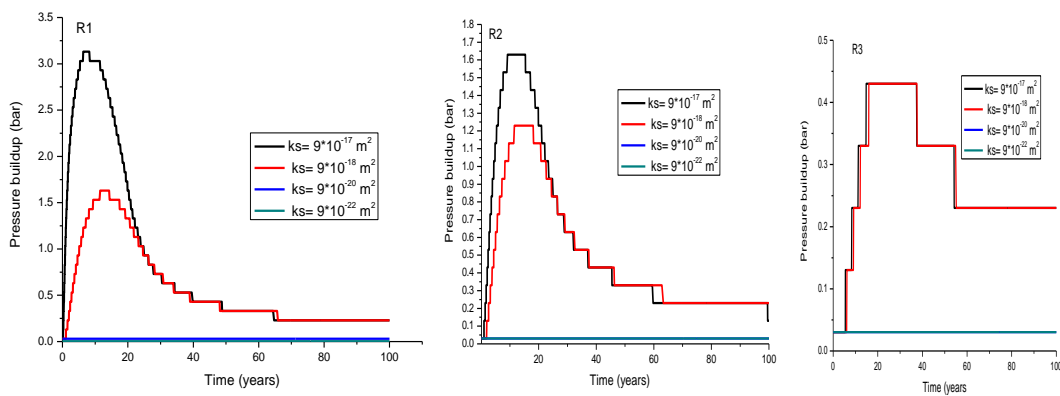 R1
Pressure buildup (bar)
3.5
3.0
2.5
2.0
1.5
1.0
0.5
0.0
0 20 40 60 80 100
Time (years)
ks= 9*10⁻¹⁷ m²
ks= 9*10⁻¹⁸ m²
ks= 9*10⁻²⁰ m²
ks= 9*10⁻²² m²
R2
Pressure buildup (bar)
1.8
1.7
1.6
1.5
1.4
1.3
1.2
1.1
1.0
0.9
0.8
0.7
0.6
0.5
0.4
0.3
0.2
0.1
0.0
20 40 60 80 100
Time (years)
ks= 9*10⁻¹⁷ m²
ks= 9*10⁻¹⁸ m²
ks= 9*10⁻²⁰ m²
ks= 9*10⁻²² m²
R3
Pressure buildup (bar)
0.5
0.4
0.3
0.2
0.1
0.0
0 20 40 60 80 100
Time (years
ks= 9*10⁻¹⁷ m²
ks= 9*10⁻¹⁸ m²
ks= 9*10⁻²⁰ m²
ks= 9*10⁻²² m²